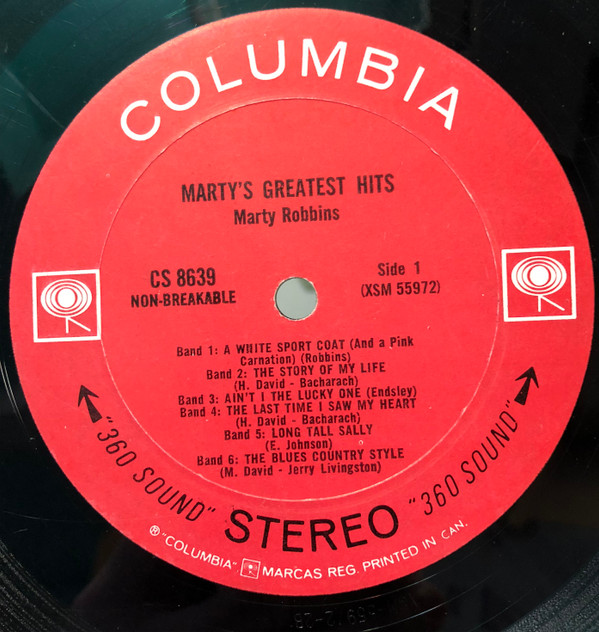 COLUMBIA
MARTY'S GREATEST HITS
Marty Robbins
CS 8639
NON-BREAKABLE
Side 1
(XSM 55972)
Band 1: A WHITE SPORT COAT (And a Pink
Carnation) (Robbins)
Band 2: THE STORY OF MY LIFE
(H. David - Bacharach)
Band 3: AIN'T I THE LUCKY ONE (Endsley)
Band 4: THE LAST TIME I SAW MY HEART
(H. David - Bacharach)
Band 5: LONG TALL SALLY
(E. Johnson)
Band 6: THE BLUES COUNTRY STYLE
(M. David - Jerry Livingston)
"360 SOUND" STEREO "360 SOUND"
® "COLUMBIA" MARCAS REG. PRINTED IN CAN.